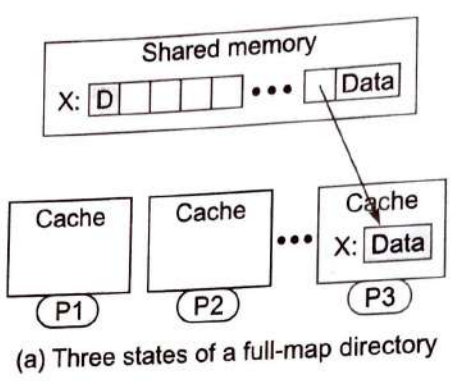 Shared memory
X: D ••• Data
Cache
Cache
••• Cache
X: Data
P1
P2
P3
(a) Three states of a full-map directory